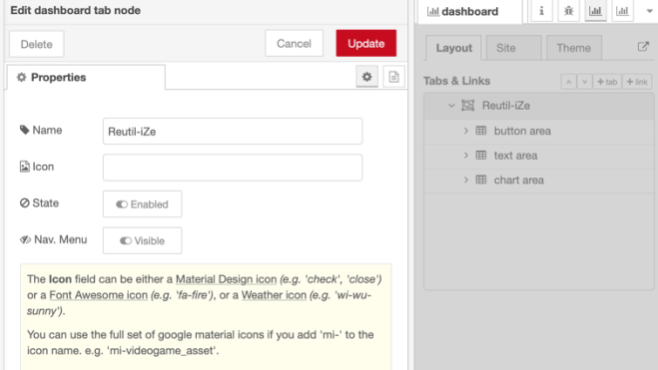 Edit dashboard tab node
Delete
Cancel
Update
Properties
Name
Reutil-iZe
Icon
State
Enabled
Nav. Menu
Visible
The Icon field can be either a Material Design icon (e.g. 'check', 'close')
or a Font Awesome icon (e.g. 'fa-fire'), or a Weather icon (e.g. 'wi-wu-
sunny').
You can use the full set of google material icons if you add 'mi-' to the
icon name. e.g. 'mi-videogame_asset'.
dashboard
i
Layout
Site
Theme
Tabs & Links
+tab
+link
Reutil-iZe
button area
text area
chart area